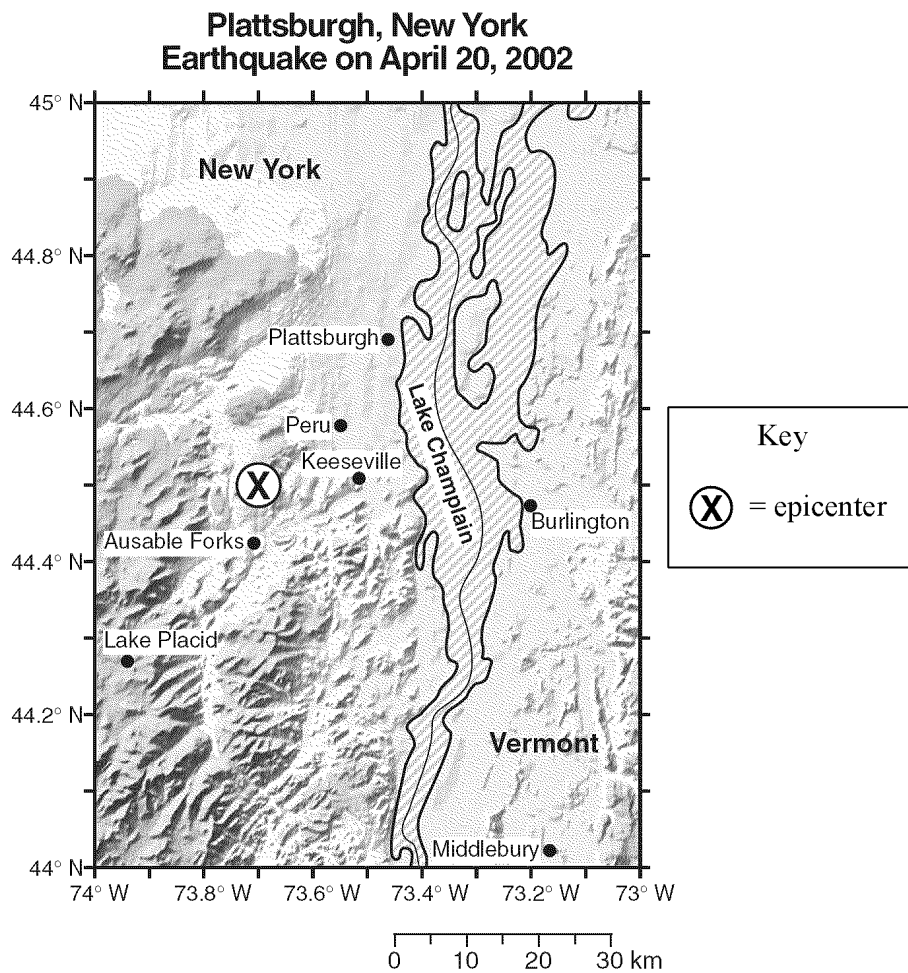 Plattsburgh, New York
Earthquake on April 20, 2002
45° N
New York
44.8° N
Plattsburgh
44.6° N
Peru
Keeseville
Lake Champlain
X
Burlington
Ausable Forks
44.4° N
Lake Placid
44.2° N
Vermont
Middlebury
44° N
74° W 73.8° W 73.6° W 73.4° W 73.2° W 73° W
0 10 20 30 km
Key
X = epicenter